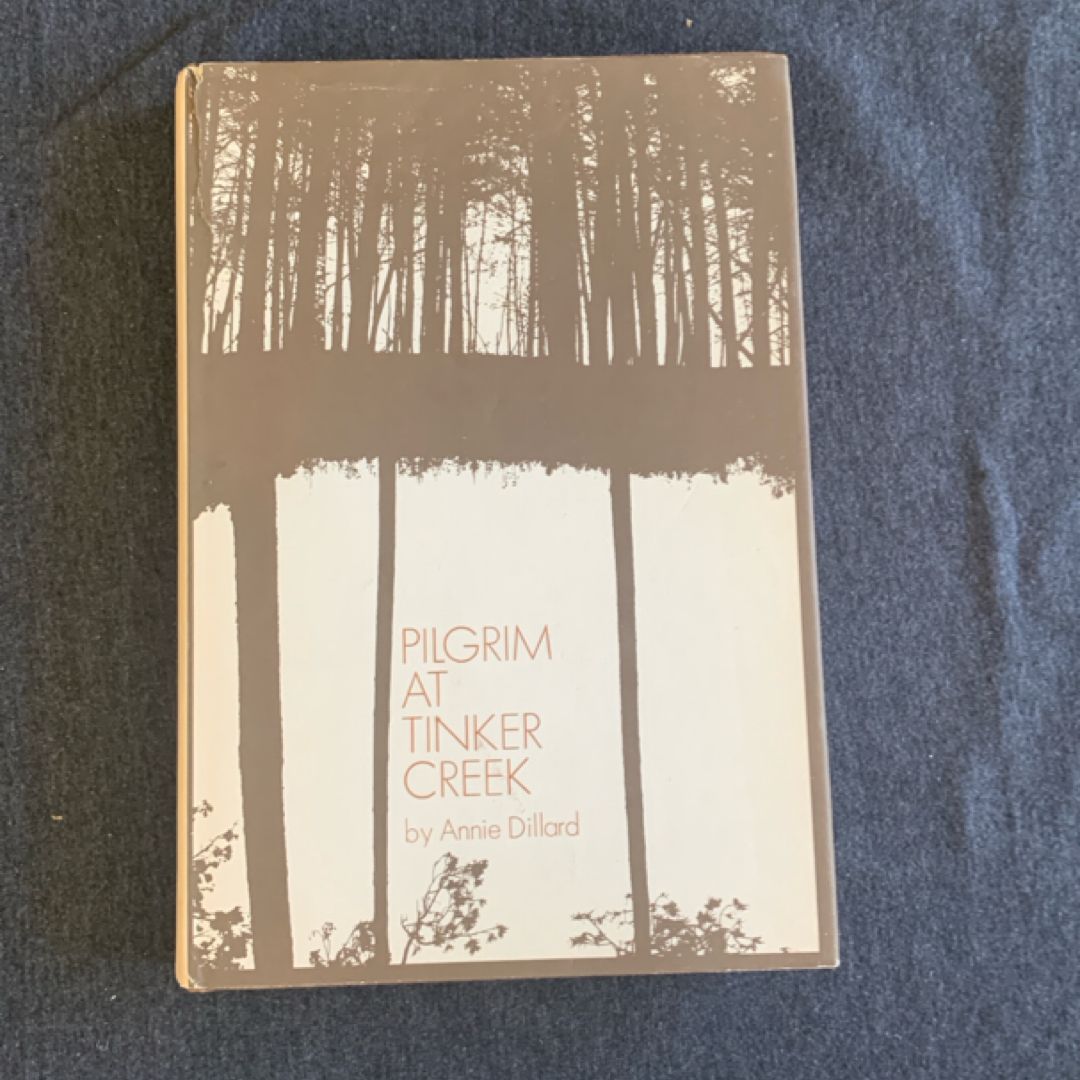 PILGRIM
AT
TINKER
CREEK
by Annie Dillard